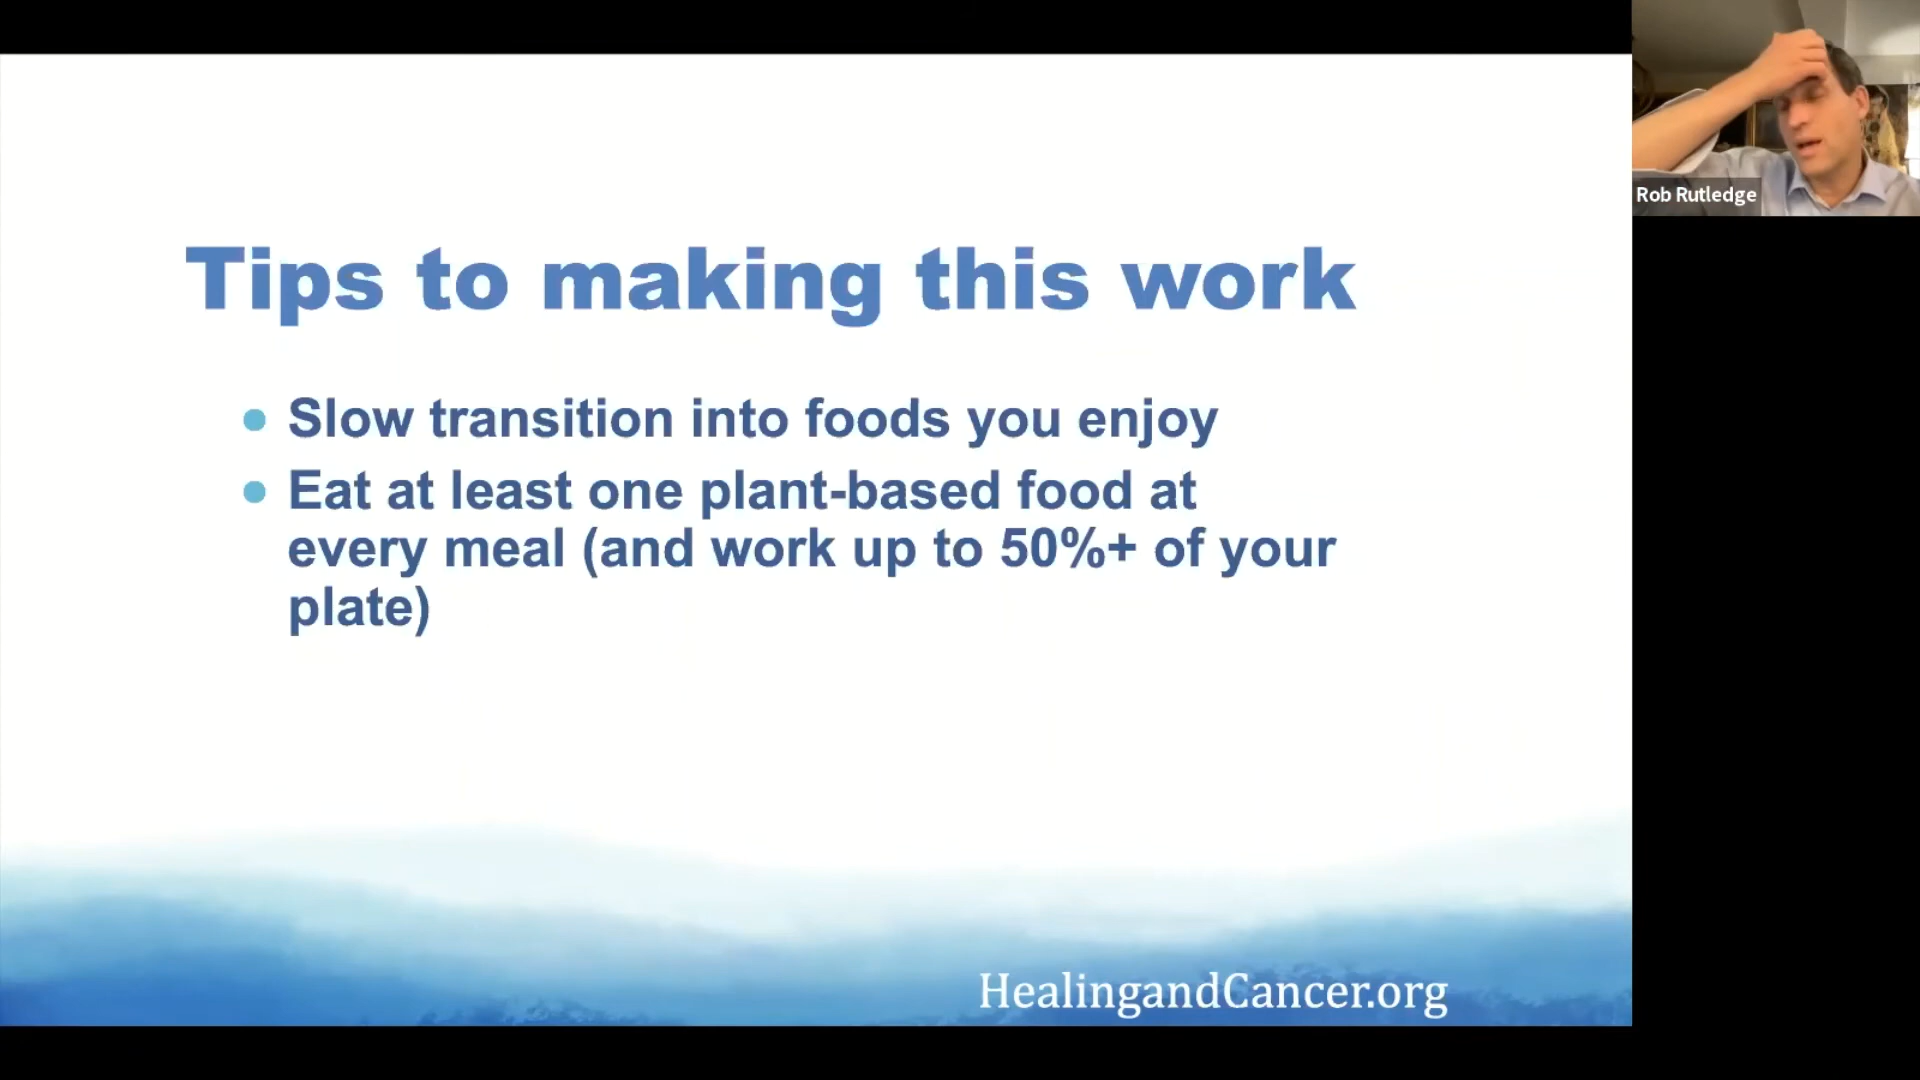 Rob Rutledge
Tips to making this work
Slow transition into foods you enjoy
Eat at least one plant-based food at
every meal (and work up to 50%+ of your
plate)
HealingandCancer.org